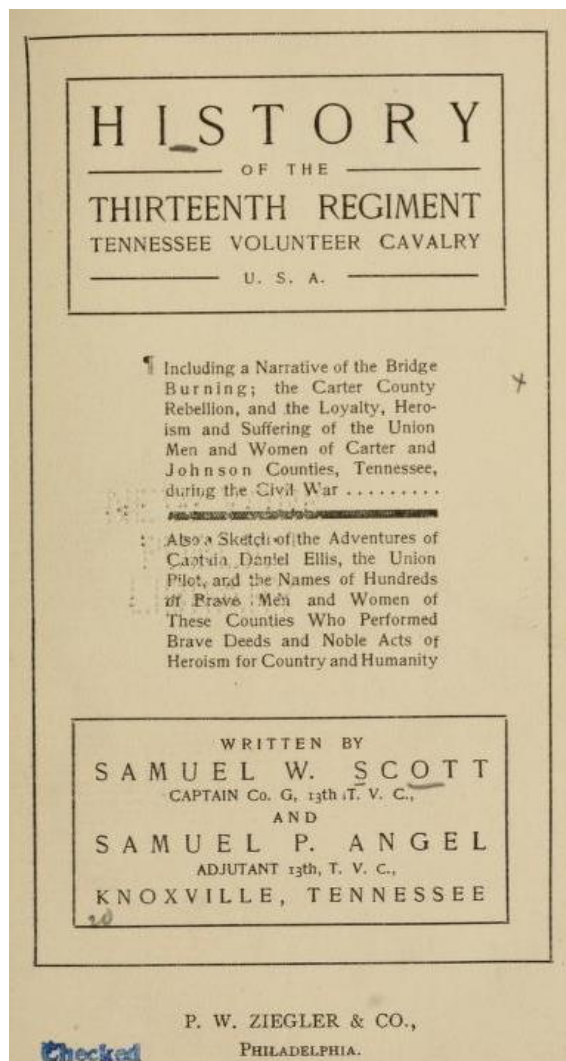 HISTORY
OF THE
THIRTEENTH REGIMENT
TENNESSEE VOLUNTEER CAVALRY
U. S. A.
¶ Including a Narrative of the Bridge
Burning; the Carter County
Rebellion, and the Loyalty, Hero-
ism and Suffering of the Union
Men and Women of Carter and
Johnson Counties, Tennessee,
during the Civil War .........
Also a Sketch of the Adventures of
Captain Daniel Ellis, the Union
Pilot, and the Names of Hundreds
of Brave Men and Women of
These Counties Who Performed
Brave Deeds and Noble Acts of
Heroism for Country and Humanity
WRITTEN BY
SAMUEL W. SCOTT
CAPTAIN Co. G, 13th T. V. C.,
AND
SAMUEL P. ANGEL
ADJUTANT 13th, T. V. C.,
KNOXVILLE, TENNESSEE
20
P. W. ZIEGLER & CO.,
PHILADELPHIA.
Checked